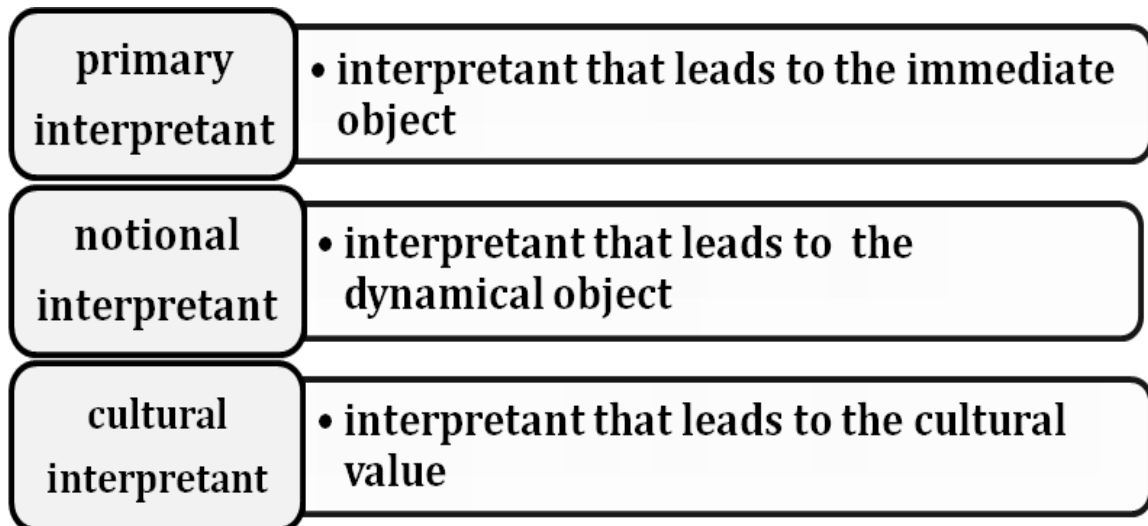 primary
interpretant
• interpretant that leads to the immediate
object
notional
interpretant
• interpretant that leads to the
dynamical object
cultural
interpretant
• interpretant that leads to the cultural
value